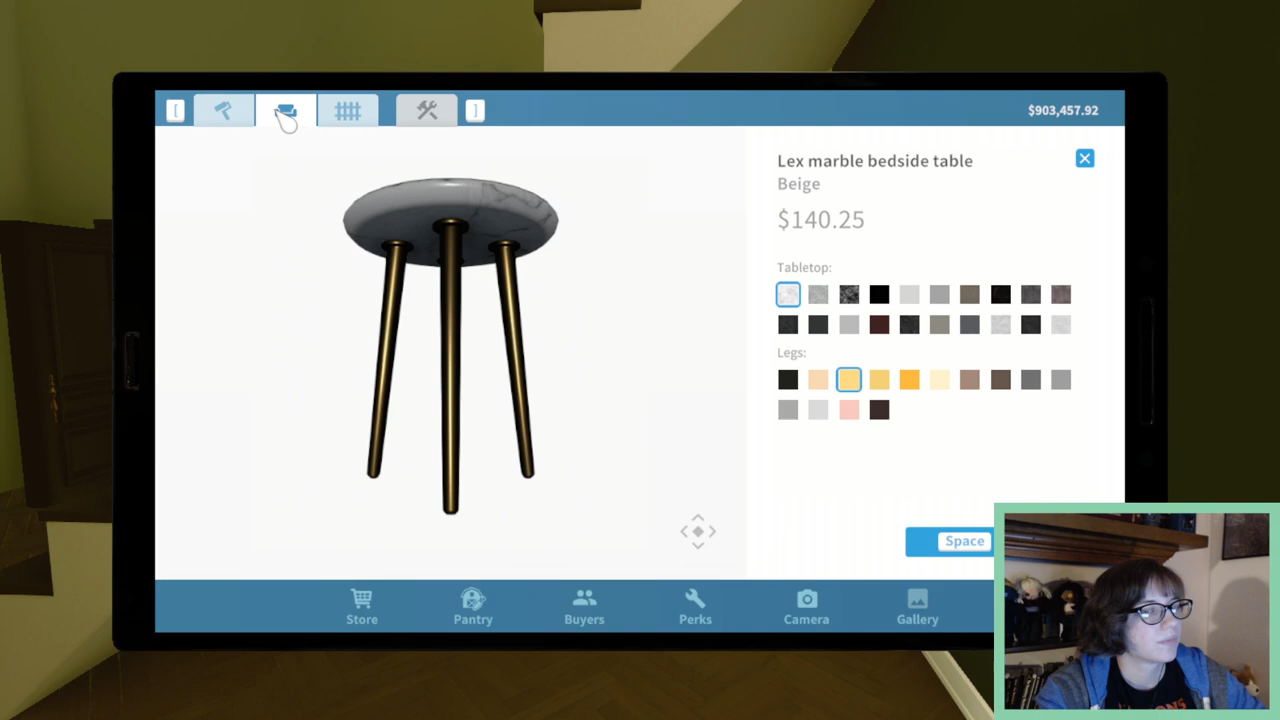 [
]
$903,457.92
Lex marble bedside table
Beige
$140.25
Tabletop:
Legs:
Space
Store
Pantry
Buyers
Perks
Camera
Gallery